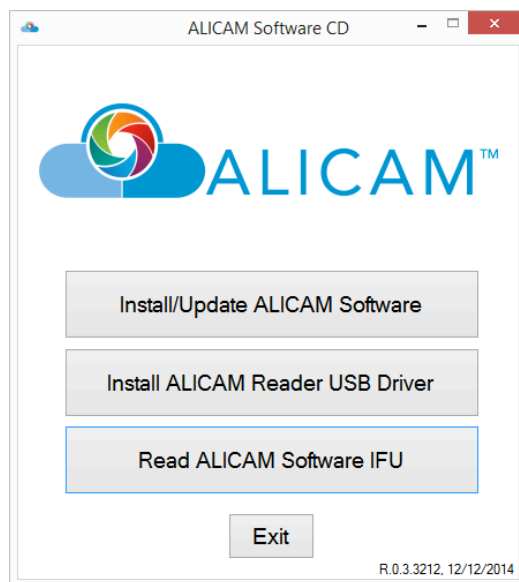 ALICAM Software CD
ALICAM™
Install/Update ALICAM Software
Install ALICAM Reader USB Driver
Read ALICAM Software IFU
Exit
R.0.3.3212, 12/12/2014